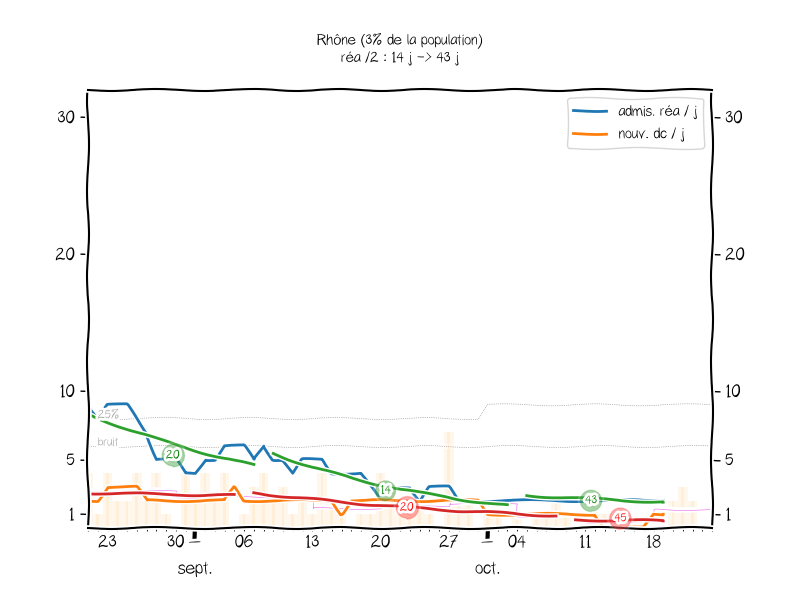 Rhône (3% de la population)
réa /2 : 14 j -> 43 j
admis. réa / j
nouv. dc / j
30
30
20
20
10
10
25%
bruit
5
5
20
14
43
20
45
1
1
23 30 06 13 20 27 04 11 18
sept. oct.